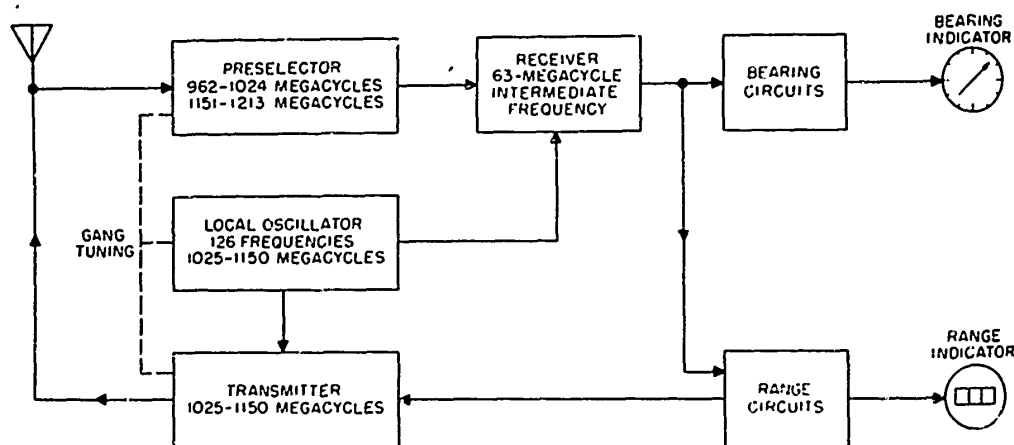 BEARING
INDICATOR
PRESELECTOR
962-1024 MEGACYCLES
1151-1213 MEGACYCLES
RECEIVER
63-MEGACYCLE
INTERMEDIATE
FREQUENCY
BEARING
CIRCUITS
GANG
TUNING
LOCAL OSCILLATOR
126 FREQUENCIES
1025-1150 MEGACYCLES
RANGE
INDICATOR
TRANSMITTER
1025-1150 MEGACYCLES
RANGE
CIRCUITS